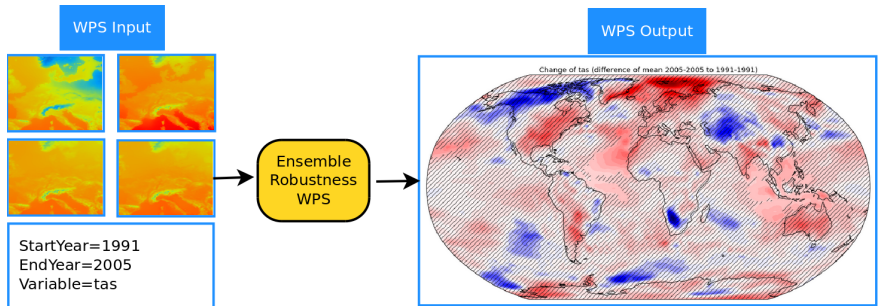 WPS Input
WPS Output
Change of tas (difference of mean 2005-2005 to 1991-1991)
Ensemble
Robustness
WPS
StartYear=1991
EndYear=2005
Variable=tas